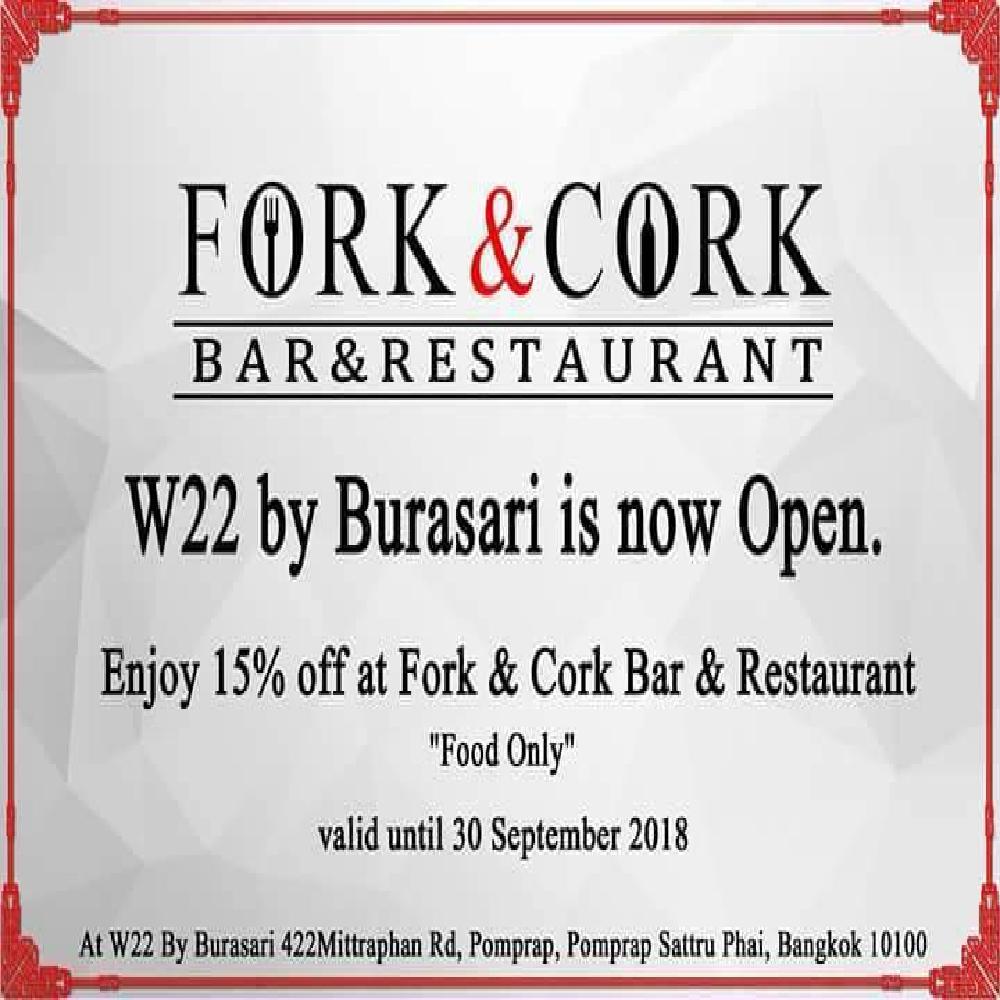 FORK & CORK
BAR & RESTAURANT
W22 by Burasari is now Open.
Enjoy 15% off at Fork & Cork Bar & Restaurant
"Food Only"
valid until 30 September 2018
At W22 By Burasari 422Mittraphan Rd, Pomprap, Pomprap Sattru Phai, Bangkok 10100